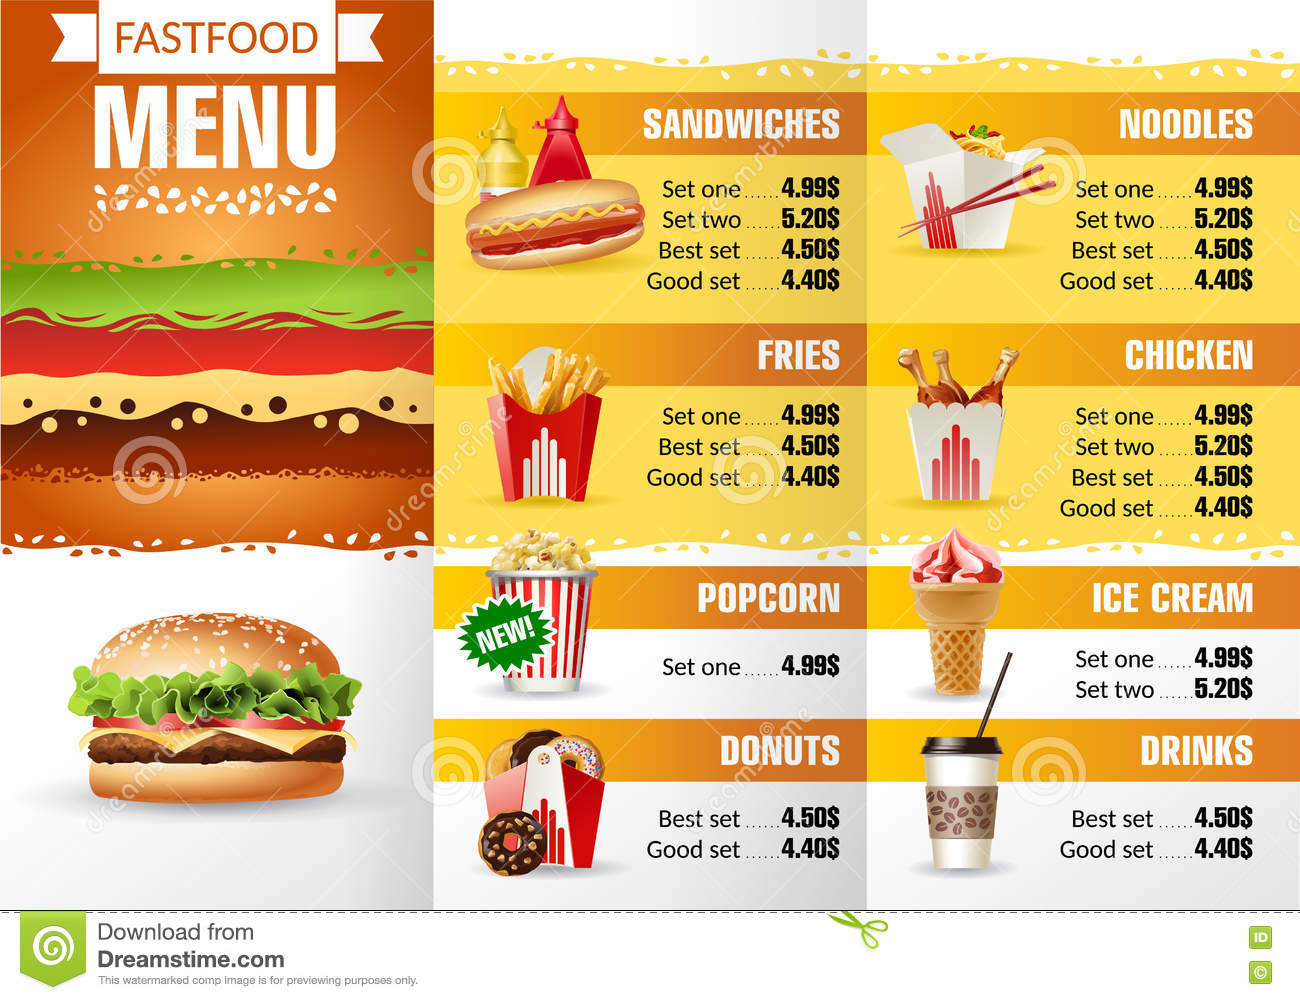 FASTFOOD
MENU
SANDWICHES
Set one ...... 4.99$
Set two ...... 5.20$
Best set ...... 4.50$
Good set ...... 4.40$
FRIES
Set one ...... 4.99$
Best set ...... 4.50$
Good set ...... 4.40$
POPCORN
NEW!
Set one ...... 4.99$
DONUTS
Best set ...... 4.50$
Good set ...... 4.40$
NOODLES
Set one ...... 4.99$
Set two ...... 5.20$
Best set ...... 4.50$
Good set ...... 4.40$
CHICKEN
Set one ...... 4.99$
Set two ...... 5.20$
Best set ...... 4.50$
Good set ...... 4.40$
ICE CREAM
Set one ...... 4.99$
Set two ...... 5.20$
DRINKS
Best set ...... 4.50$
Good set ...... 4.40$
Download from
Dreamstime.com
This watermarked comp image is for previewing purposes only.
ID
©
dreamstime